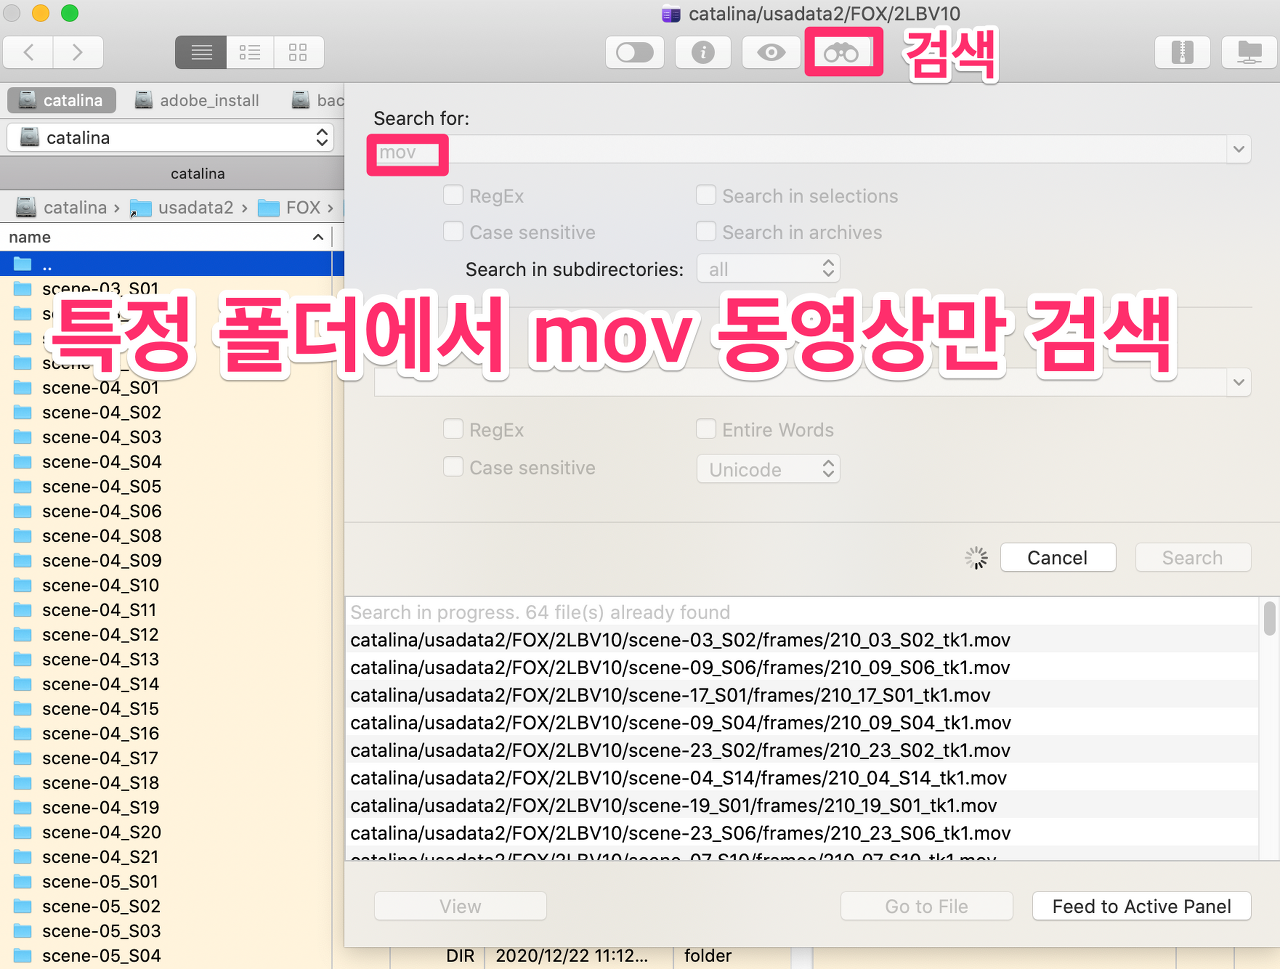 catalina/usadata2/FOX/2LBV10
검색
catalina
adobe_install
bac
catalina
catalina
catalina › usadata2 › FOX ›
name
..
scene-03_S01
특정 폴더에서 mov 동영상만 검색
scene-04_S01
scene-04_S02
scene-04_S03
scene-04_S04
scene-04_S05
scene-04_S06
scene-04_S08
scene-04_S09
scene-04_S10
scene-04_S11
scene-04_S12
scene-04_S13
scene-04_S14
scene-04_S15
scene-04_S16
scene-04_S17
scene-04_S18
scene-04_S19
scene-04_S20
scene-04_S21
scene-05_S01
scene-05_S02
scene-05_S03
scene-05_S04
Search for:
mov
RegEx
Search in selections
Case sensitive
Search in archives
Search in subdirectories: all
RegEx
Entire Words
Case sensitive
Unicode
Cancel
Search
Search in progress. 64 file(s) already found
catalina/usadata2/FOX/2LBV10/scene-03_S02/frames/210_03_S02_tk1.mov
catalina/usadata2/FOX/2LBV10/scene-09_S06/frames/210_09_S06_tk1.mov
catalina/usadata2/FOX/2LBV10/scene-17_S01/frames/210_17_S01_tk1.mov
catalina/usadata2/FOX/2LBV10/scene-09_S04/frames/210_09_S04_tk1.mov
catalina/usadata2/FOX/2LBV10/scene-23_S02/frames/210_23_S02_tk1.mov
catalina/usadata2/FOX/2LBV10/scene-04_S14/frames/210_04_S14_tk1.mov
catalina/usadata2/FOX/2LBV10/scene-19_S01/frames/210_19_S01_tk1.mov
catalina/usadata2/FOX/2LBV10/scene-23_S06/frames/210_23_S06_tk1.mov
catalina/usadata2/FOX/2LBV10/scene-07_S10/frames/210_07_S10_tk1.mov
View
Go to File
Feed to Active Panel
DIR
2020/12/22 11:12...
folder